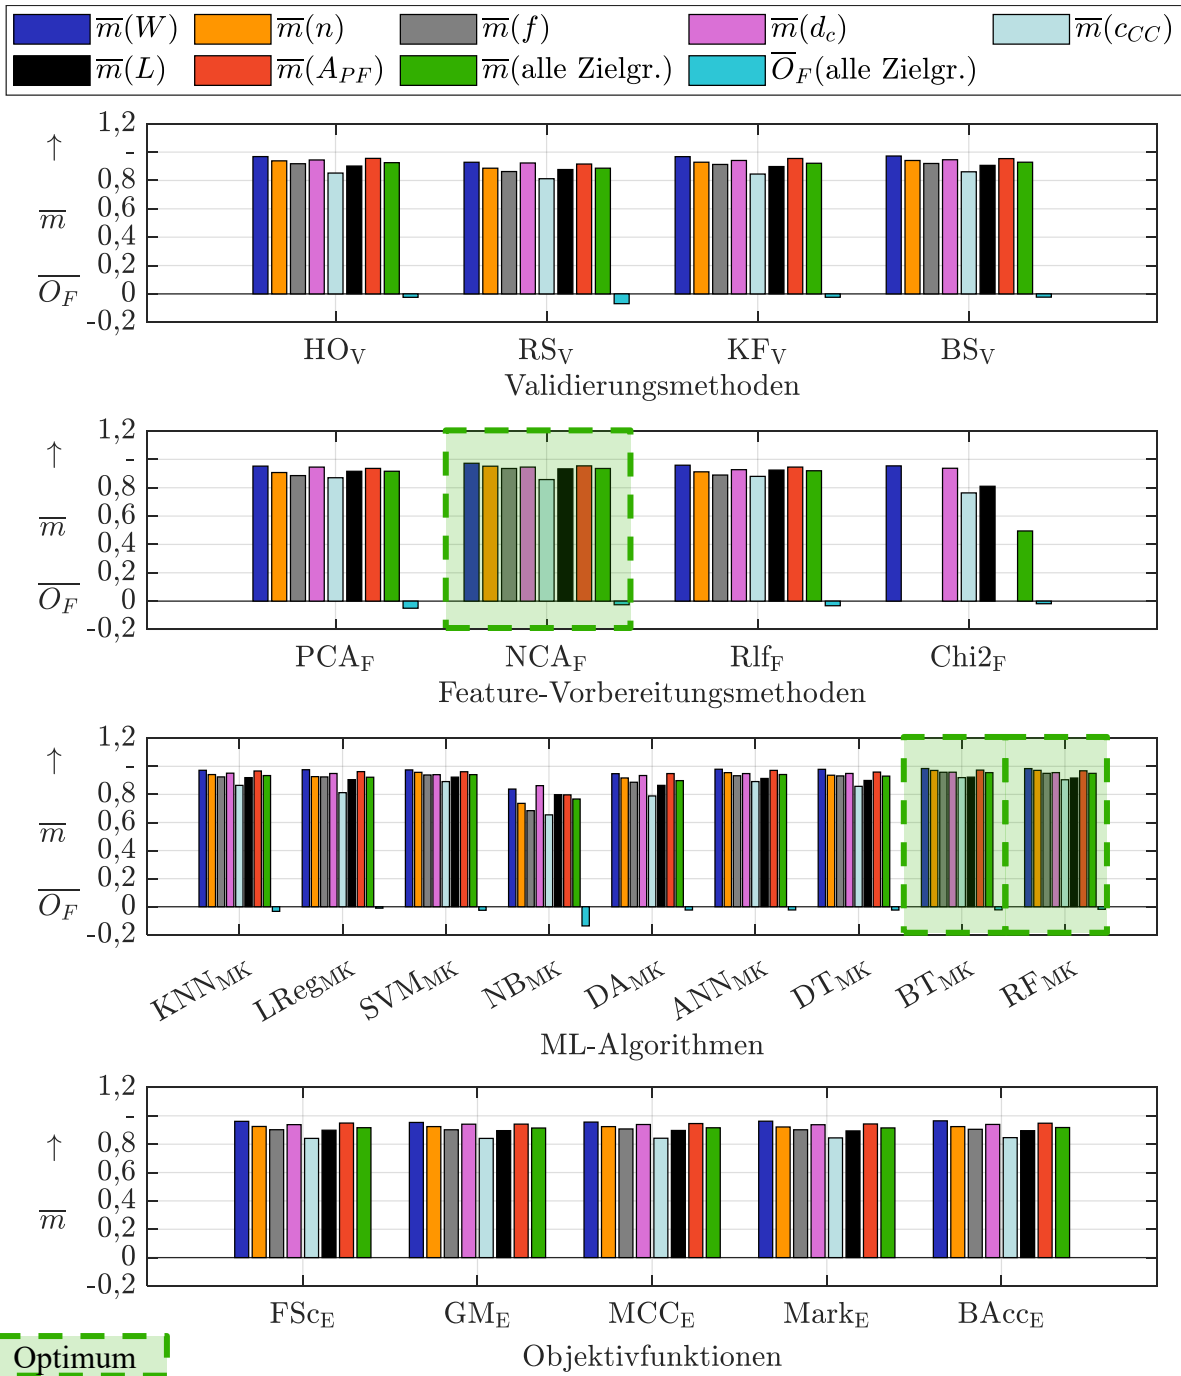 m̅(W) m̅(n) m̅(f) m̅(d_c) m̅(c_CC)
m̅(L) m̅(A_PF) m̅(alle Zielgr.) O̅_F(alle Zielgr.)
1,2
↑ -
0,8
m̅ 0,6
0,4
0,2
O̅_F 0
-0,2
HO_V RS_V KF_V BS_V
Validierungsmethoden
1,2
↑ -
0,8
m̅ 0,6
0,4
0,2
O̅_F 0
-0,2
PCA_F NCA_F Rlf_F Chi2_F
Feature-Vorbereitungsmethoden
1,2
↑ -
0,8
m̅ 0,6
0,4
0,2
O̅_F 0
-0,2
KNN_MK LReg_MK SVM_MK NB_MK DA_MK ANN_MK DT_MK BT_MK RF_MK
ML-Algorithmen
1,2
-
↑ 0,8
0,6
0,4
m̅ 0,2
0
-0,2
FSc_E GM_E MCC_E Mark_E BAcc_E
Objektivfunktionen
Optimum